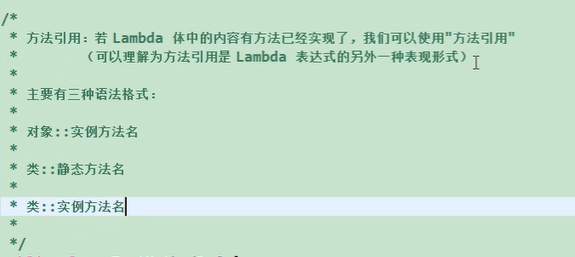 /*
 * 方法引用：若 Lambda 体中的内容有方法已经实现了，我们可以使用"方法引用"
 *         （可以理解为方法引用是 Lambda 表达式的另外一种表现形式）
 *
 * 主要有三种语法格式：
 *
 * 对象::实例方法名
 *
 * 类::静态方法名
 *
 * 类::实例方法名
 *
 */